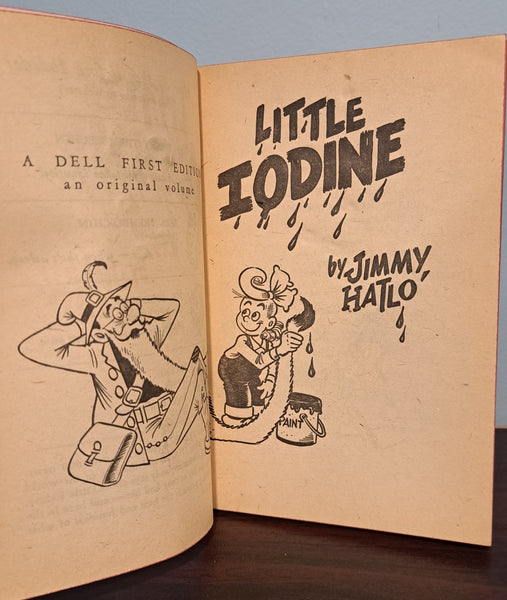 A DELL FIRST EDITION
an original volume
LITTLE
IODINE
by JIMMY
HATLO
PAINT